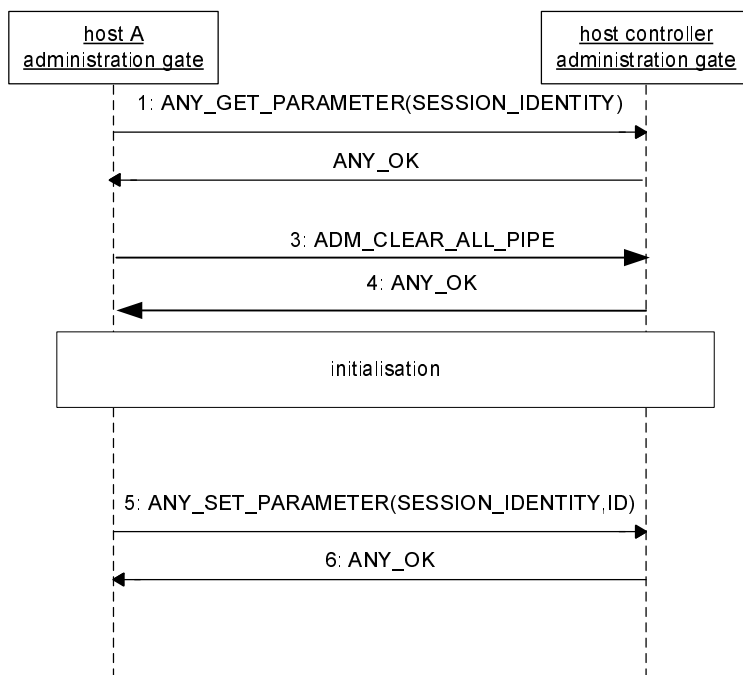 host A
administration gate
host controller
administration gate
1: ANY_GET_PARAMETER(SESSION_IDENTITY)
ANY_OK
3: ADM_CLEAR_ALL_PIPE
4: ANY_OK
initialisation
5: ANY_SET_PARAMETER(SESSION_IDENTITY,ID)
6: ANY_OK